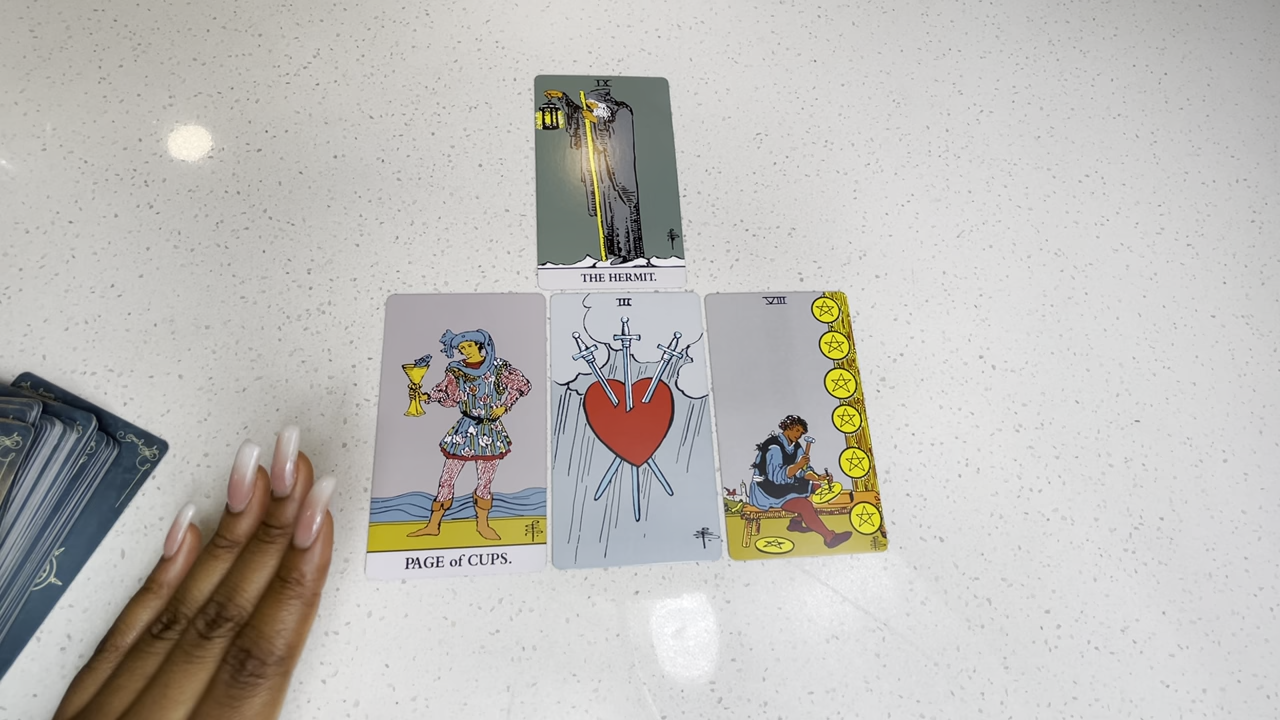 IX
THE HERMIT.
III
VIII
PAGE of CUPS.